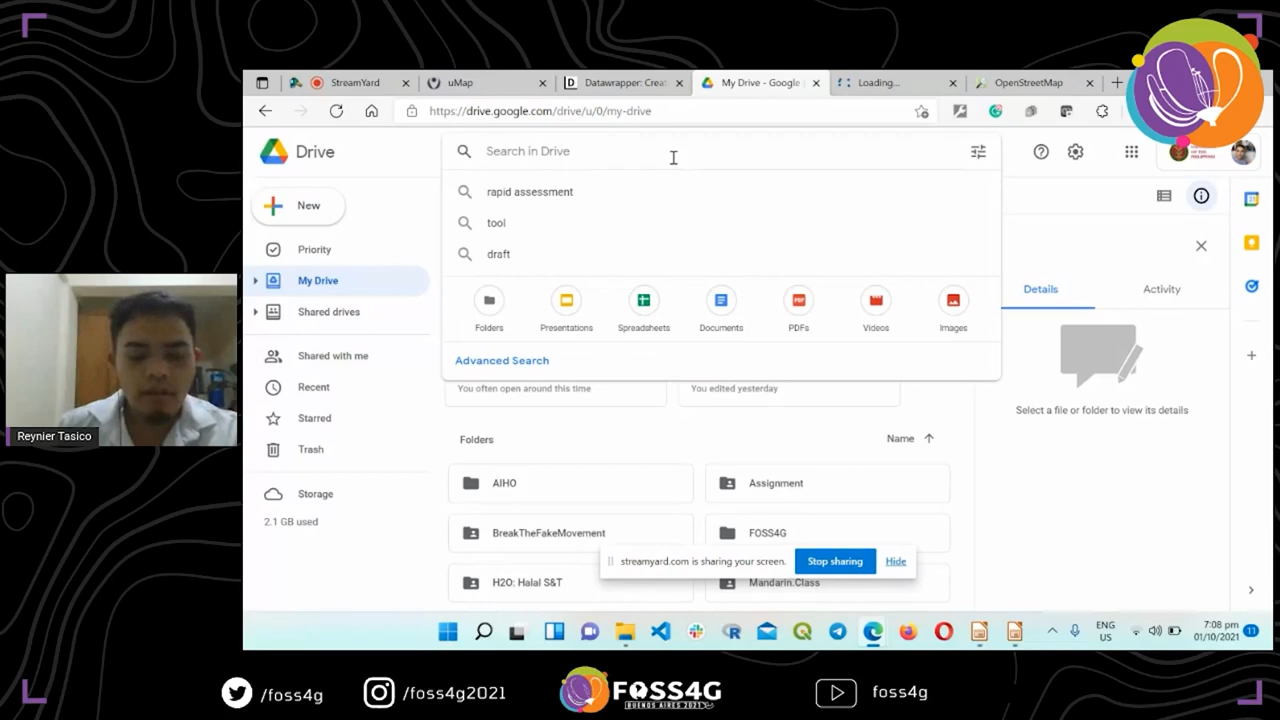 StreamYard
uMap
Datawrapper: Creat
My Drive - Google
Loading...
OpenStreetMap
https://drive.google.com/drive/u/0/my-drive
Drive
Search in Drive
rapid assessment
tool
draft
Folders
Presentations
Spreadsheets
Documents
PDFs
Videos
Images
Advanced Search
New
Priority
My Drive
Shared drives
Shared with me
Recent
Starred
Trash
Storage
2.1 GB used
You often open around this time
You edited yesterday
Folders
Name
AIHO
Assignment
BreakTheFakeMovement
FOSS4G
H2O: Halal S&T
Mandarin.Class
streamyard.com is sharing your screen.
Stop sharing
Hide
Details
Activity
Select a file or folder to view its details
Reynier Tasico
ENG
US
7:08 pm
01/10/2021
11
/foss4g
/foss4g2021
FOSS4G
BUENOS AIRES 2021
foss4g